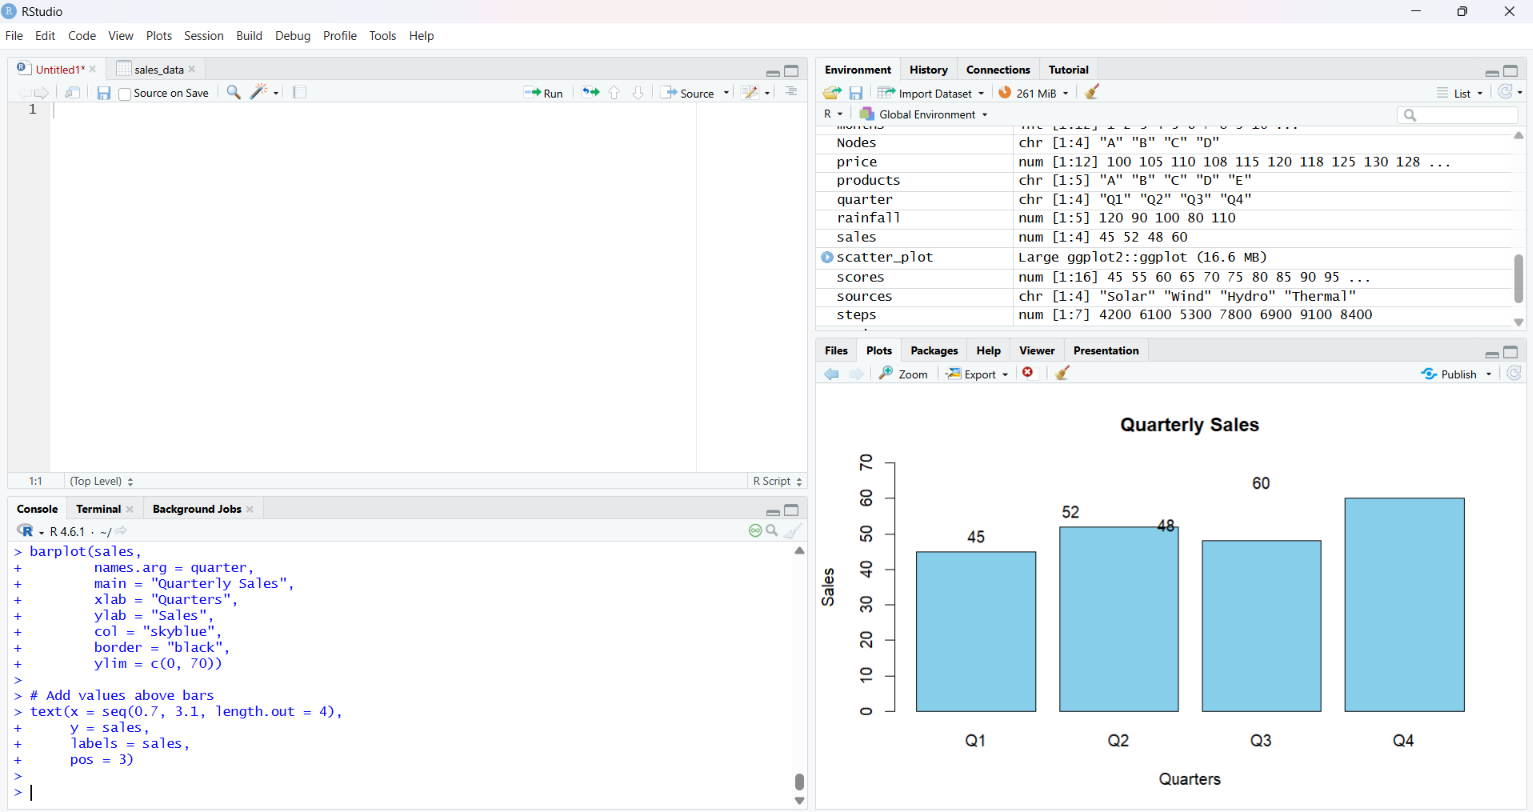 RStudio
File Edit Code View Plots Session Build Debug Profile Tools Help
Untitled1* sales_data
Source on Save Run Source
1
1:1 (Top Level) R Script
Console Terminal Background Jobs
R 4.6.1 · ~/
> barplot(sales,
+         names.arg = quarter,
+         main = "Quarterly Sales",
+         xlab = "Quarters",
+         ylab = "Sales",
+         col = "skyblue",
+         border = "black",
+         ylim = c(0, 70))
>
> # Add values above bars
> text(x = seq(0.7, 3.1, length.out = 4),
+      y = sales,
+      labels = sales,
+      pos = 3)
>
>
Environment History Connections Tutorial
Import Dataset 261 MiB List
R Global Environment
Nodes chr [1:4] "A" "B" "C" "D"
price num [1:12] 100 105 110 108 115 120 118 125 130 128 ...
products chr [1:5] "A" "B" "C" "D" "E"
quarter chr [1:4] "Q1" "Q2" "Q3" "Q4"
rainfall num [1:5] 120 90 100 80 110
sales num [1:4] 45 52 48 60
scatter_plot Large ggplot2::ggplot (16.6 MB)
scores num [1:16] 45 55 60 65 70 75 80 85 90 95 ...
sources chr [1:4] "Solar" "Wind" "Hydro" "Thermal"
steps num [1:7] 4200 6100 5300 7800 6900 9100 8400
Files Plots Packages Help Viewer Presentation
Zoom Export Publish
Quarterly Sales
70
60
50
40
30
20
10
0
Sales
45 52 48 60
Q1 Q2 Q3 Q4
Quarters